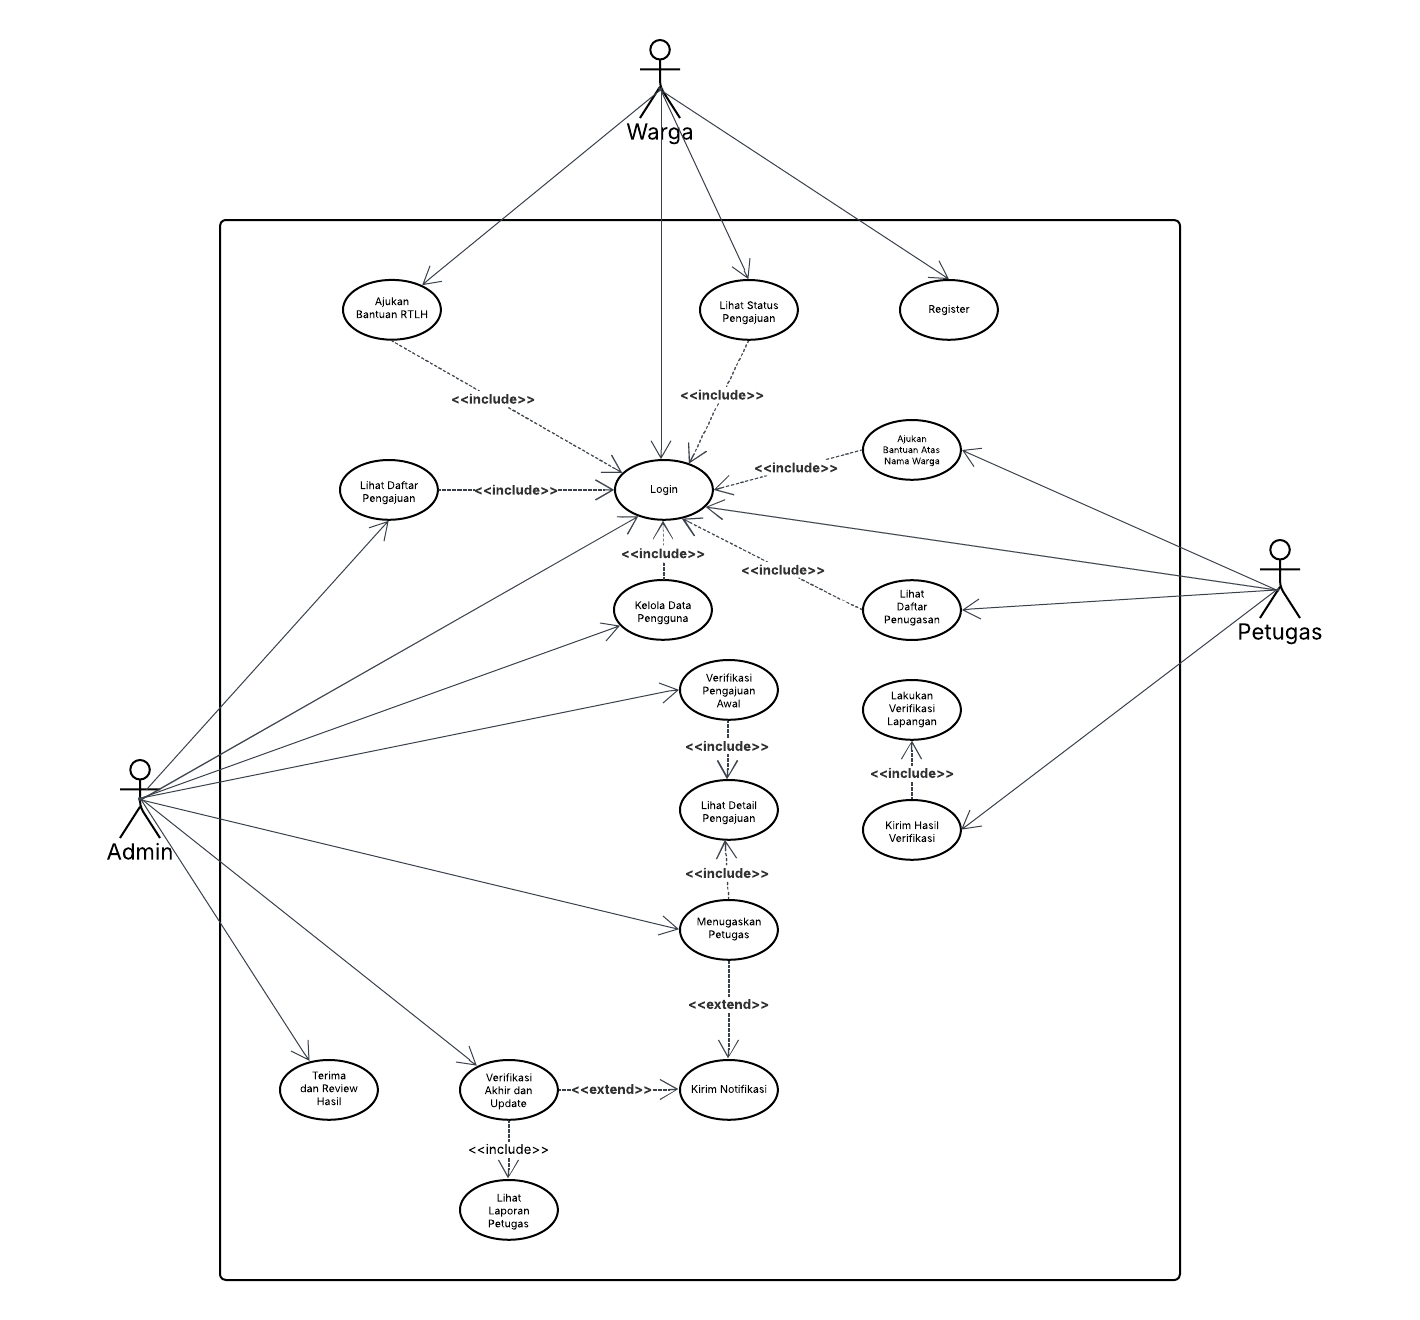 Warga
Ajukan
Bantuan RTLH
Lihat Status
Pengajuan
Register
<<include>>
<<include>>
Ajukan
Bantuan Atas
Nama Warga
<<include>>
Lihat Daftar
Pengajuan
<<include>>
Login
<<include>>
<<include>>
Kelola Data
Pengguna
Lihat
Daftar
Penugasan
Petugas
Verifikasi
Pengajuan
Awal
Lakukan
Verifikasi
Lapangan
<<include>>
<<include>>
Lihat Detail
Pengajuan
Kirim Hasil
Verifikasi
Admin
<<include>>
Menugaskan
Petugas
<<extend>>
Terima
dan Review
Hasil
Verifikasi
Akhir dan
Update
<<extend>>
Kirim Notifikasi
<<include>>
Lihat
Laporan
Petugas